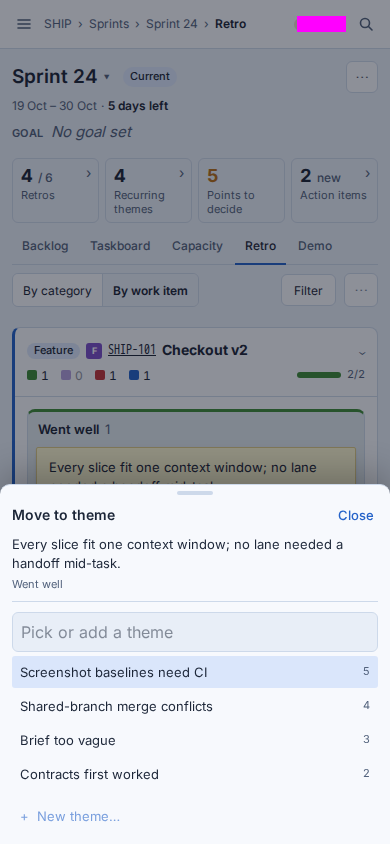 SHIP › Sprints › Sprint 24 › Retro
Sprint 24 ▾ Current ...
19 Oct – 30 Oct · 5 days left
GOAL No goal set
4 / 6 › Retros
4 › Recurring themes
5 Points to decide
2 new › Action items
Backlog Taskboard Capacity Retro Demo
By category By work item Filter ...
Feature F SHIP-101 Checkout v2
1 0 1 1 2/2
Went well 1
Every slice fit one context window; no lane
Move to theme Close
Every slice fit one context window; no lane needed a
handoff mid-task.
Went well
Pick or add a theme
Screenshot baselines need CI 5
Shared-branch merge conflicts 4
Brief too vague 3
Contracts first worked 2
+ New theme...